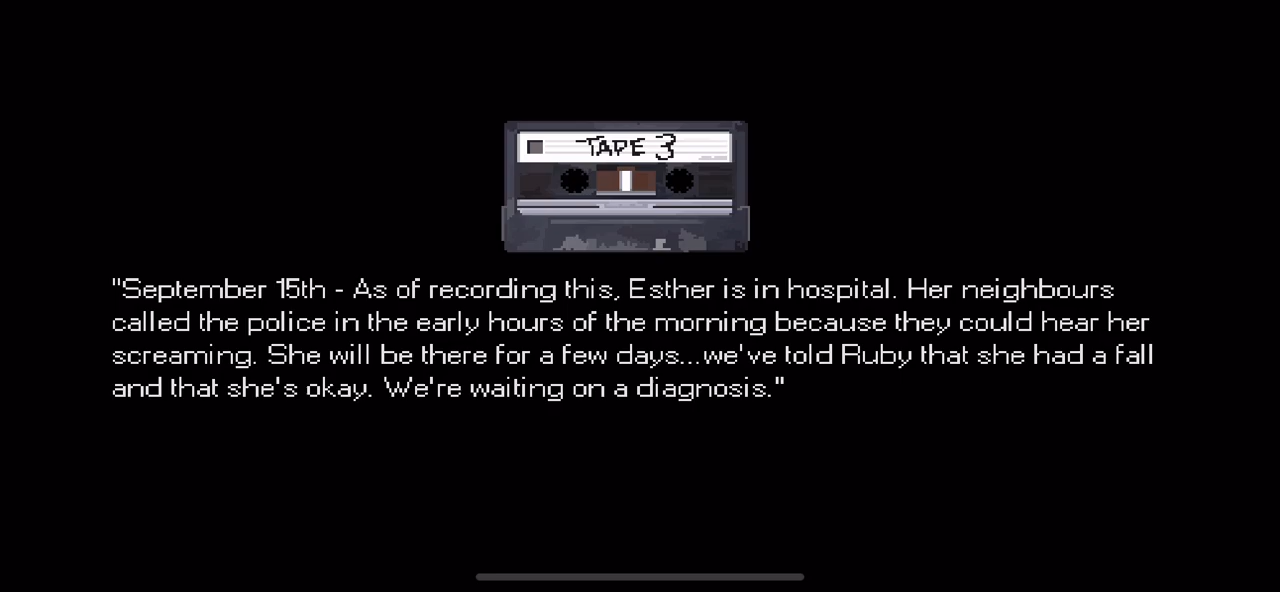 TAPE 3
"September 15th - As of recording this, Esther is in hospital. Her neighbours
called the police in the early hours of the morning because they could hear her
screaming. She will be there for a few days...we've told Ruby that she had a fall
and that she's okay. We're waiting on a diagnosis."